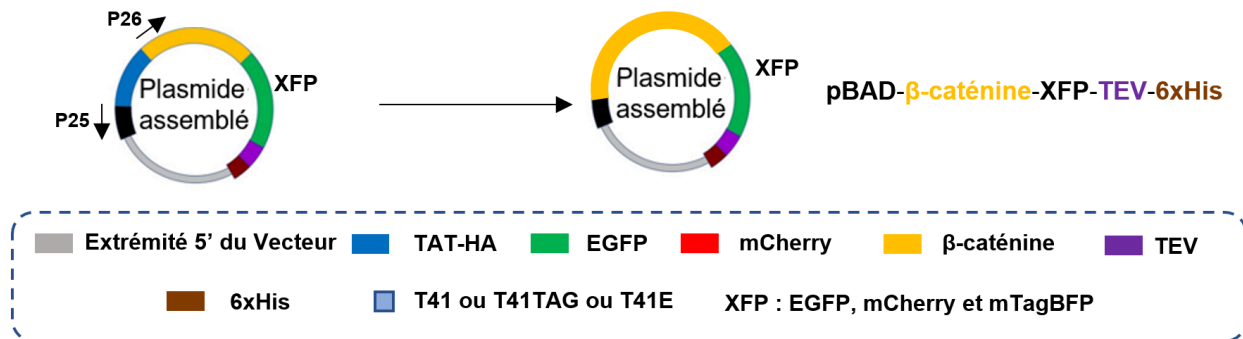 P26
XFP
Plasmide
assemblé
P25
XFP
Plasmide
assemblé
pBAD-β-caténine-XFP-TEV-6xHis
Extrémité 5’ du Vecteur
TAT-HA
EGFP
mCherry
β-caténine
TEV
6xHis
T41 ou T41TAG ou T41E
XFP : EGFP, mCherry et mTagBFP